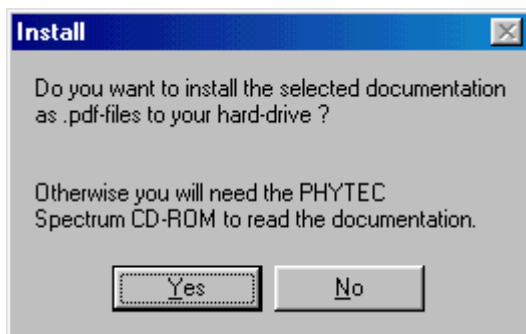 Install
Do you want to install the selected documentation
as .pdf-files to your hard-drive ?
Otherwise you will need the PHYTEC
Spectrum CD-ROM to read the documentation.
Yes No